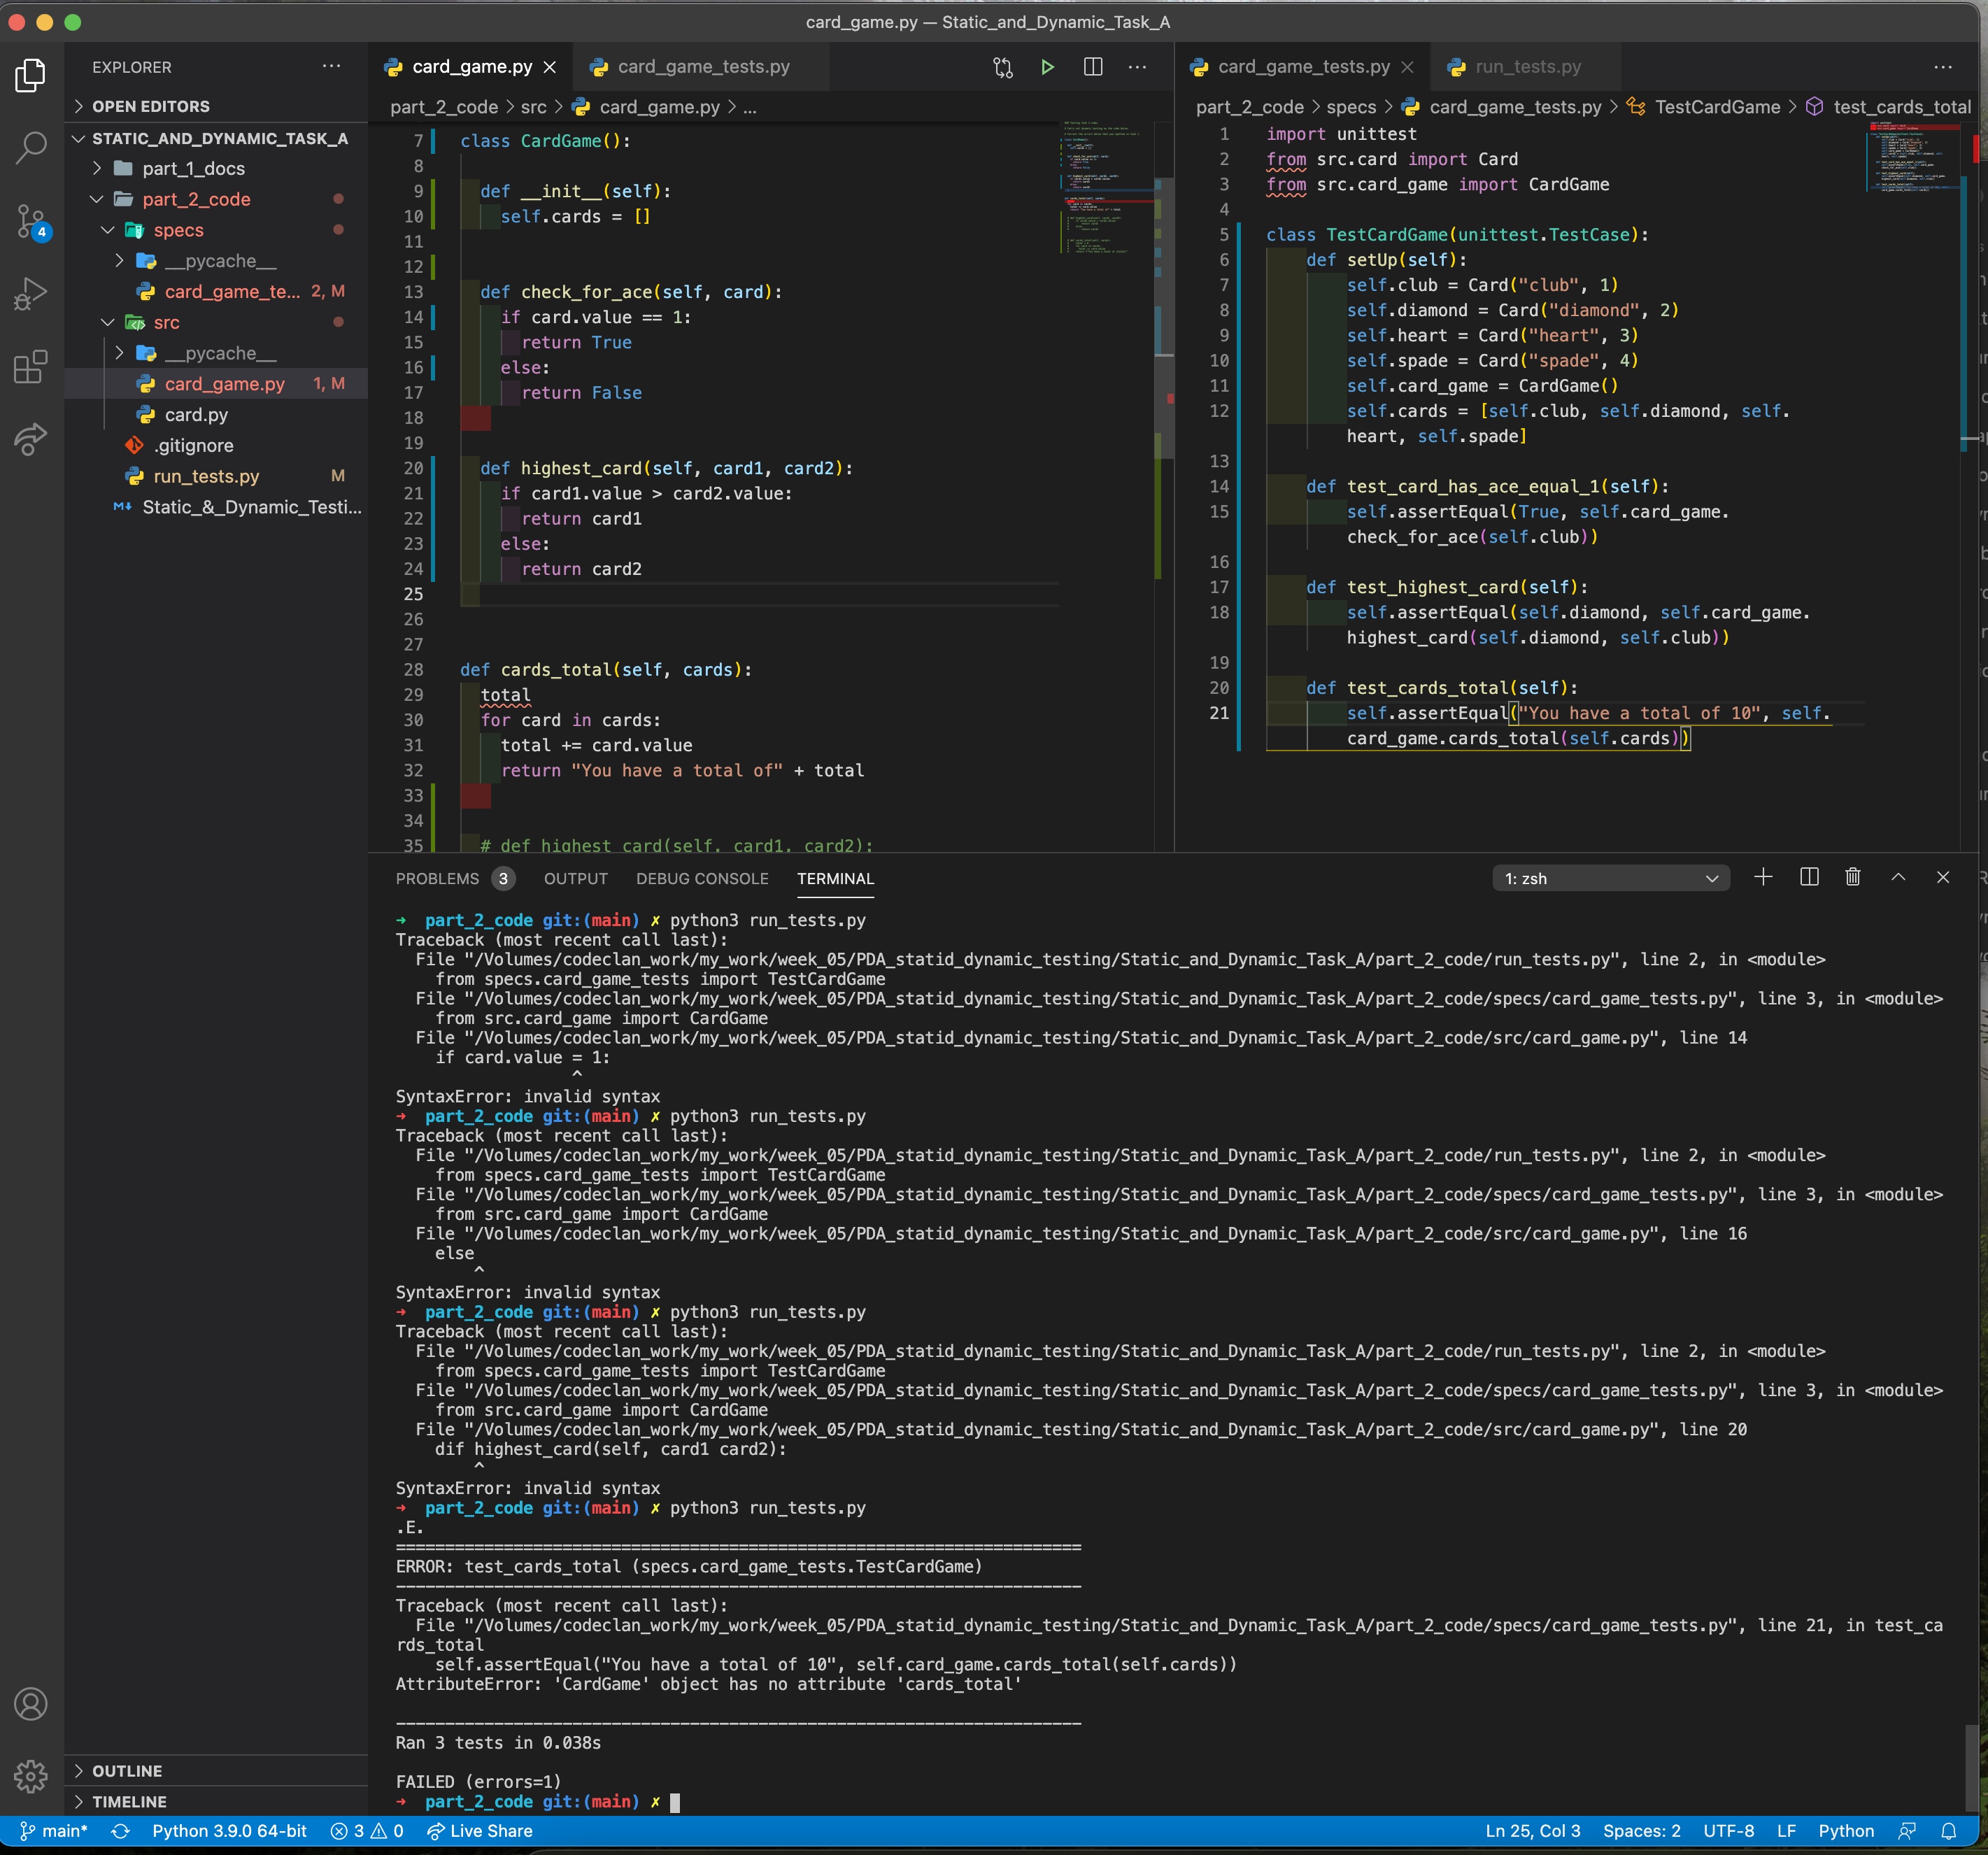 card_game.py — Static_and_Dynamic_Task_A
EXPLORER
OPEN EDITORS
STATIC_AND_DYNAMIC_TASK_A
part_1_docs
part_2_code
specs
__pycache__
card_game_te... 2, M
src
__pycache__
card_game.py 1, M
card.py
.gitignore
run_tests.py M
Static_&_Dynamic_Testi...
OUTLINE
TIMELINE
4
card_game.py card_game_tests.py
part_2_code > src > card_game.py > ...
7 class CardGame():
8
9 def __init__(self):
10 self.cards = []
11
12
13 def check_for_ace(self, card):
14 if card.value == 1:
15 return True
16 else:
17 return False
18
19
20 def highest_card(self, card1, card2):
21 if card1.value > card2.value:
22 return card1
23 else:
24 return card2
25
26
27
28 def cards_total(self, cards):
29 total
30 for card in cards:
31 total += card.value
32 return "You have a total of" + total
33
34
35 # def highest_card(self, card1, card2):
card_game_tests.py run_tests.py
part_2_code > specs > card_game_tests.py > TestCardGame > test_cards_total
1 import unittest
2 from src.card import Card
3 from src.card_game import CardGame
4
5 class TestCardGame(unittest.TestCase):
6 def setUp(self):
7 self.club = Card("club", 1)
8 self.diamond = Card("diamond", 2)
9 self.heart = Card("heart", 3)
10 self.spade = Card("spade", 4)
11 self.card_game = CardGame()
12 self.cards = [self.club, self.diamond, self.
heart, self.spade]
13
14 def test_card_has_ace_equal_1(self):
15 self.assertEqual(True, self.card_game.
check_for_ace(self.club))
16
17 def test_highest_card(self):
18 self.assertEqual(self.diamond, self.card_game.
highest_card(self.diamond, self.club))
19
20 def test_cards_total(self):
21 self.assertEqual("You have a total of 10", self.
card_game.cards_total(self.cards))
PROBLEMS 3 OUTPUT DEBUG CONSOLE TERMINAL 1: zsh
→ part_2_code git:(main) ✗ python3 run_tests.py
Traceback (most recent call last):
File "/Volumes/codeclan_work/my_work/week_05/PDA_statid_dynamic_testing/Static_and_Dynamic_Task_A/part_2_code/run_tests.py", line 2, in <module>
from specs.card_game_tests import TestCardGame
File "/Volumes/codeclan_work/my_work/week_05/PDA_statid_dynamic_testing/Static_and_Dynamic_Task_A/part_2_code/specs/card_game_tests.py", line 3, in <module>
from src.card_game import CardGame
File "/Volumes/codeclan_work/my_work/week_05/PDA_statid_dynamic_testing/Static_and_Dynamic_Task_A/part_2_code/src/card_game.py", line 14
if card.value = 1:
^
SyntaxError: invalid syntax
→ part_2_code git:(main) ✗ python3 run_tests.py
Traceback (most recent call last):
File "/Volumes/codeclan_work/my_work/week_05/PDA_statid_dynamic_testing/Static_and_Dynamic_Task_A/part_2_code/run_tests.py", line 2, in <module>
from specs.card_game_tests import TestCardGame
File "/Volumes/codeclan_work/my_work/week_05/PDA_statid_dynamic_testing/Static_and_Dynamic_Task_A/part_2_code/specs/card_game_tests.py", line 3, in <module>
from src.card_game import CardGame
File "/Volumes/codeclan_work/my_work/week_05/PDA_statid_dynamic_testing/Static_and_Dynamic_Task_A/part_2_code/src/card_game.py", line 16
else
^
SyntaxError: invalid syntax
→ part_2_code git:(main) ✗ python3 run_tests.py
Traceback (most recent call last):
File "/Volumes/codeclan_work/my_work/week_05/PDA_statid_dynamic_testing/Static_and_Dynamic_Task_A/part_2_code/run_tests.py", line 2, in <module>
from specs.card_game_tests import TestCardGame
File "/Volumes/codeclan_work/my_work/week_05/PDA_statid_dynamic_testing/Static_and_Dynamic_Task_A/part_2_code/specs/card_game_tests.py", line 3, in <module>
from src.card_game import CardGame
File "/Volumes/codeclan_work/my_work/week_05/PDA_statid_dynamic_testing/Static_and_Dynamic_Task_A/part_2_code/src/card_game.py", line 20
dif highest_card(self, card1 card2):
^
SyntaxError: invalid syntax
→ part_2_code git:(main) ✗ python3 run_tests.py
.E.
======================================================================
ERROR: test_cards_total (specs.card_game_tests.TestCardGame)
----------------------------------------------------------------------
Traceback (most recent call last):
File "/Volumes/codeclan_work/my_work/week_05/PDA_statid_dynamic_testing/Static_and_Dynamic_Task_A/part_2_code/specs/card_game_tests.py", line 21, in test_ca
rds_total
self.assertEqual("You have a total of 10", self.card_game.cards_total(self.cards))
AttributeError: 'CardGame' object has no attribute 'cards_total'
----------------------------------------------------------------------
Ran 3 tests in 0.038s
FAILED (errors=1)
→ part_2_code git:(main) ✗
main* Python 3.9.0 64-bit 3 0 Live Share Ln 25, Col 3 Spaces: 2 UTF-8 LF Python